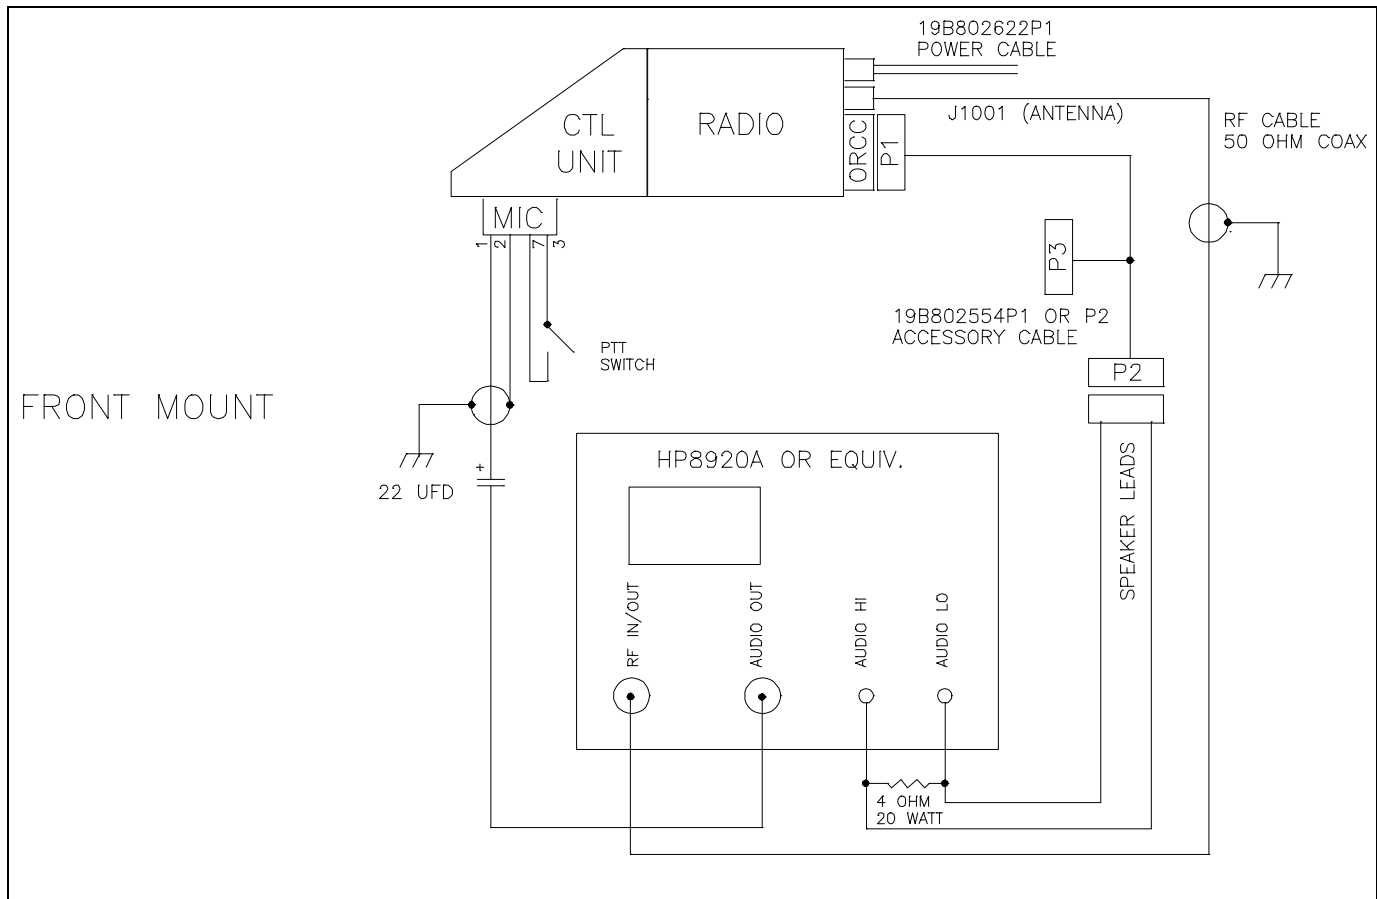 19B802622P1
POWER CABLE
CTL
UNIT
RADIO
J1001 (ANTENNA)
RF CABLE
50 OHM COAX
ORCC
P1
MIC
1
2
7
3
P3
19B802554P1 OR P2
ACCESSORY CABLE
PTT
SWITCH
P2
FRONT MOUNT
+
22 UFD
HP8920A OR EQUIV.
SPEAKER LEADS
RF IN/OUT
AUDIO OUT
AUDIO HI
AUDIO LO
4 OHM
20 WATT